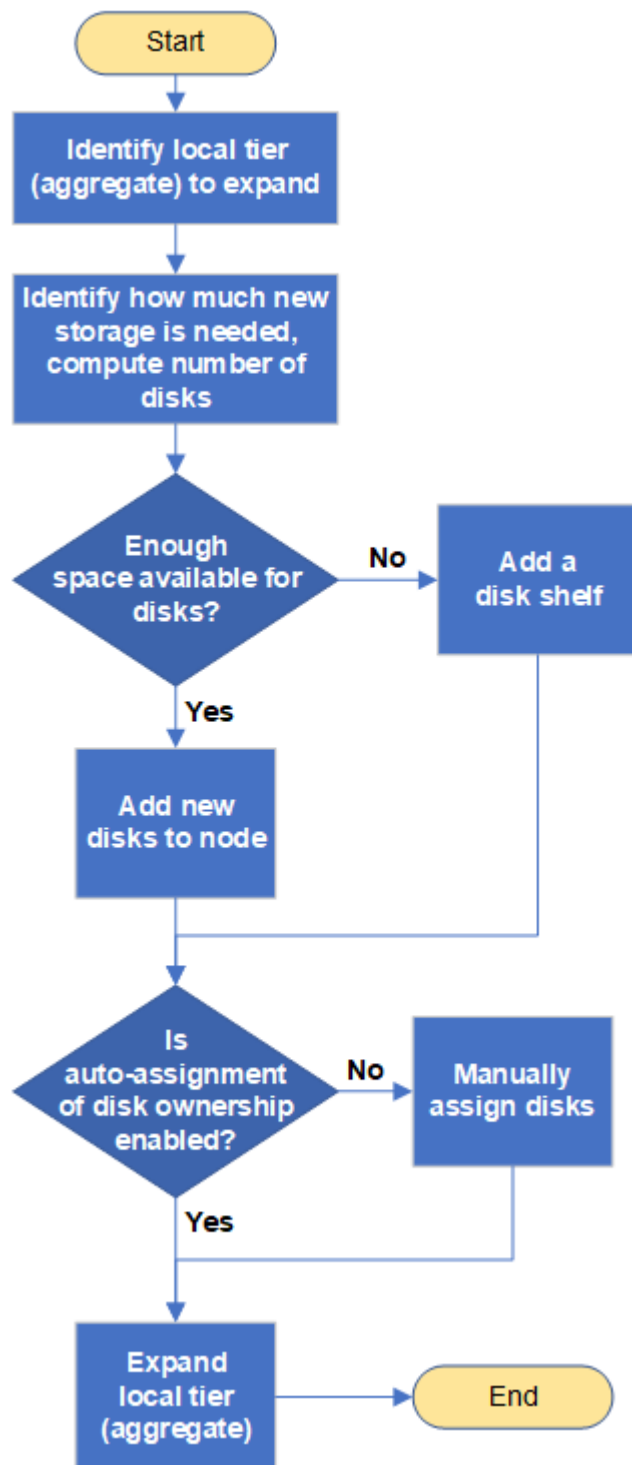 Start
Identify local tier
(aggregate) to expand
Identify how much new
storage is needed,
compute number of
disks
Enough
space available for
disks?
No
Add a
disk shelf
Yes
Add new
disks to node
Is
auto-assignment
of disk ownership
enabled?
No
Manually
assign disks
Yes
Expand
local tier
(aggregate)
End